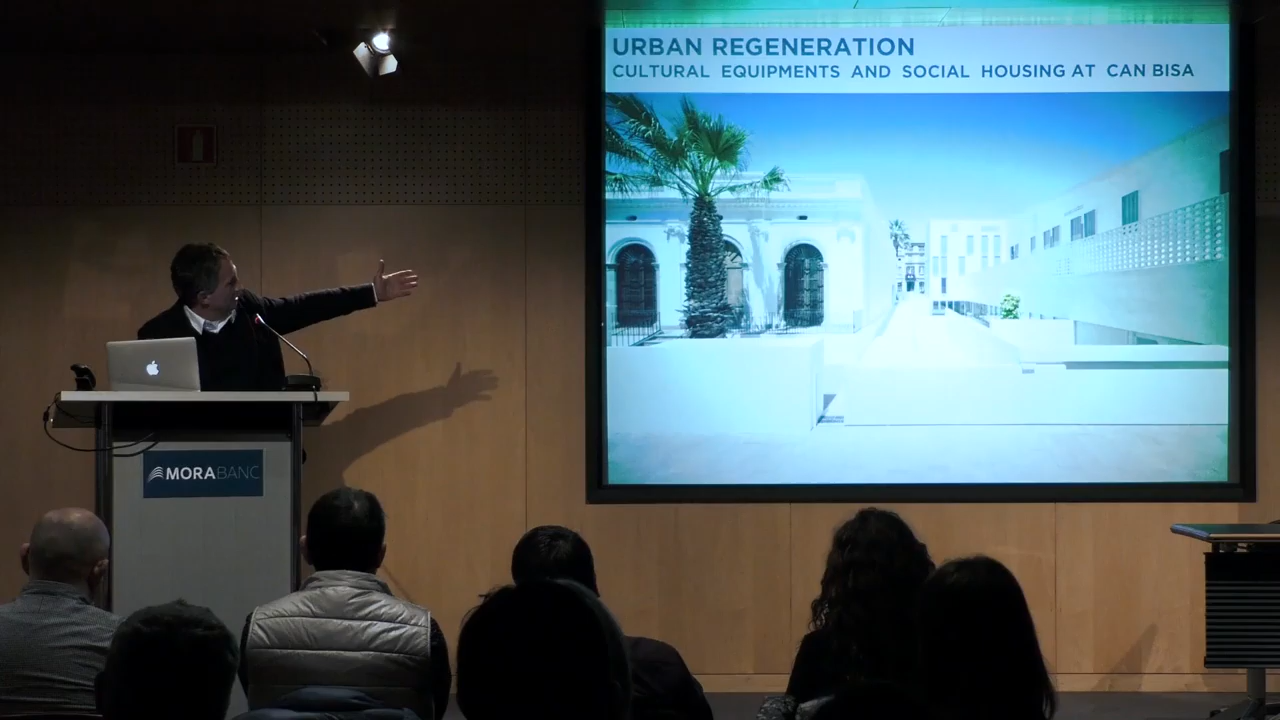 URBAN REGENERATION
CULTURAL EQUIPMENTS AND SOCIAL HOUSING AT CAN BISA
MORABANC